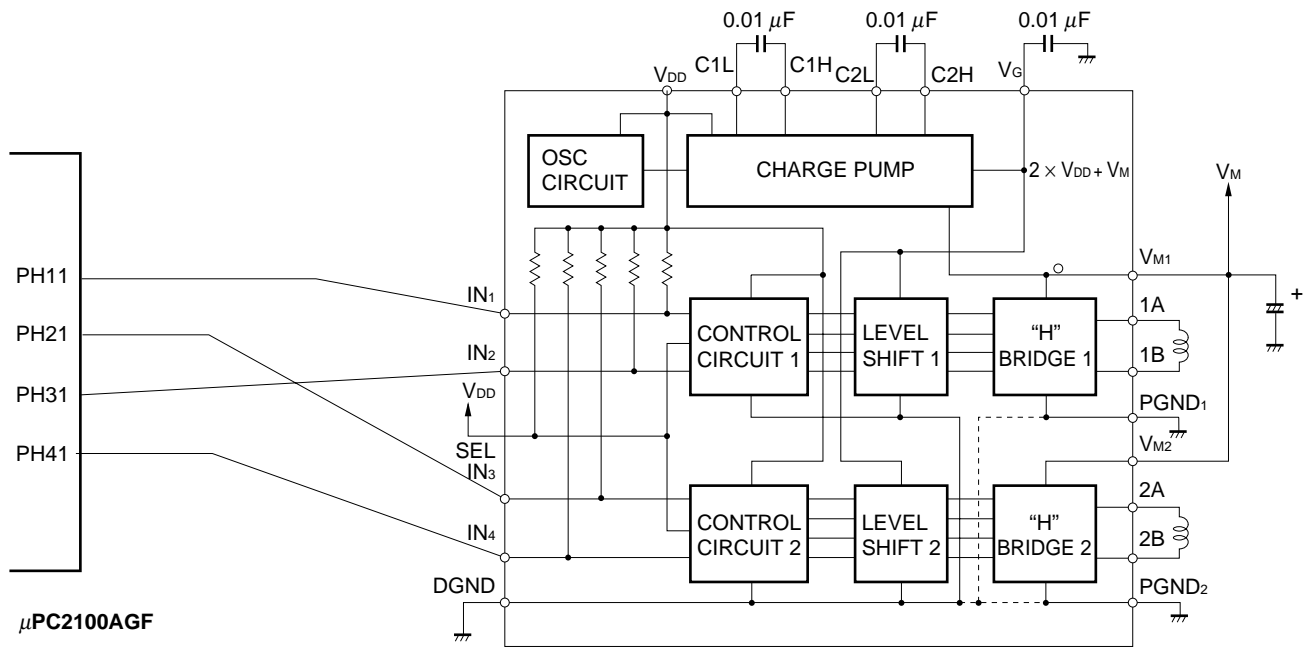 0.01 μF
0.01 μF
0.01 μF
C1L
C1H
C2L
C2H
VG
VDD
OSC
CIRCUIT
CHARGE PUMP
2 × VDD + VM
VM
PH11
PH21
PH31
PH41
IN1
IN2
VDD
SEL
IN3
IN4
DGND
CONTROL
CIRCUIT 1
LEVEL
SHIFT 1
“H”
BRIDGE 1
CONTROL
CIRCUIT 2
LEVEL
SHIFT 2
“H”
BRIDGE 2
VM1
1A
1B
+
PGND1
VM2
2A
2B
PGND2
μPC2100AGF